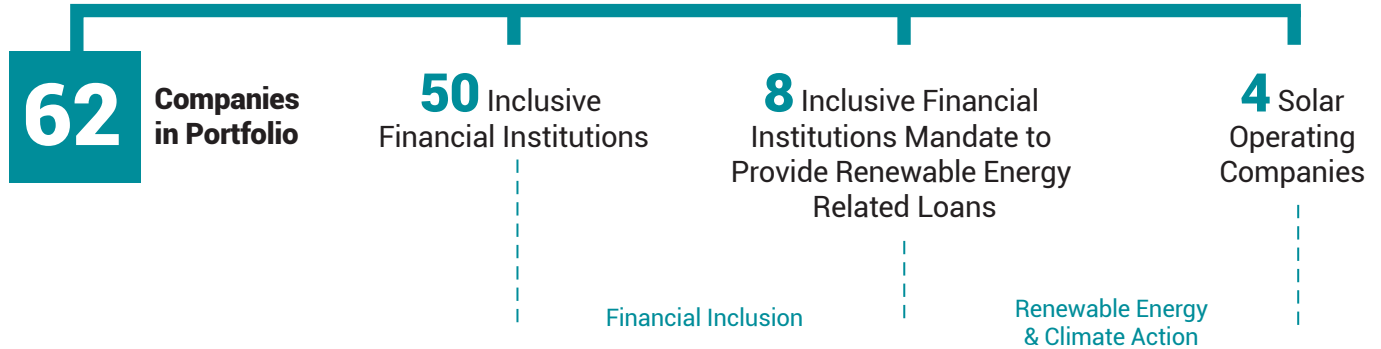 62
Companies
in Portfolio
50 Inclusive
Financial Institutions
8 Inclusive Financial
Institutions Mandate to
Provide Renewable Energy
Related Loans
4 Solar
Operating
Companies
Financial Inclusion
Renewable Energy
& Climate Action